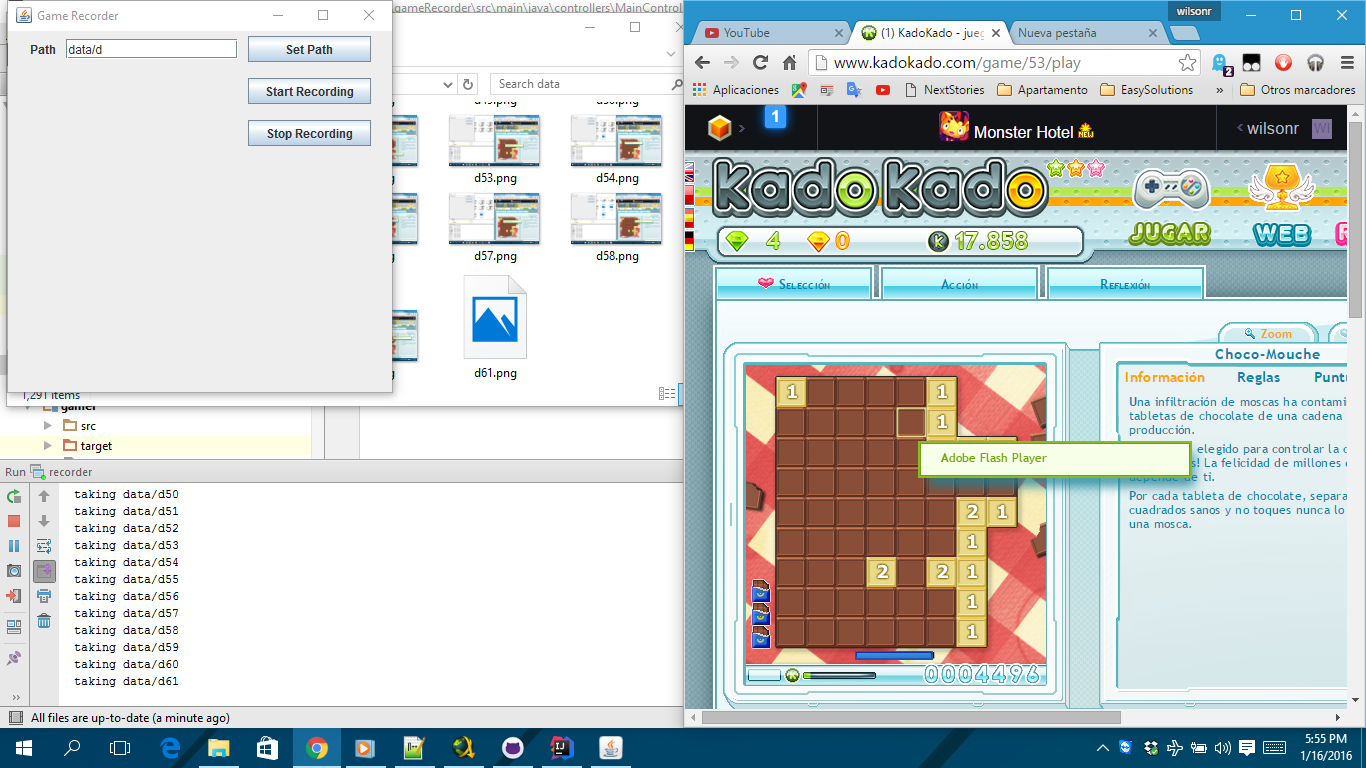 Game Recorder
Path data/d Set Path
Start Recording
Stop Recording
gameRecorder\src\main\java\controllers\MainControl
Search data
d53.png d54.png
d57.png d58.png
d61.png
1,291 items
gamer
src
target
Run recorder
taking data/d50
taking data/d51
taking data/d52
taking data/d53
taking data/d54
taking data/d55
taking data/d56
taking data/d57
taking data/d58
taking data/d59
taking data/d60
taking data/d61
All files are up-to-date (a minute ago)
wilsonr
YouTube (1) KadoKado - jueg Nueva pestaña
www.kadokado.com/game/53/play 2
Aplicaciones NextStories Apartamento EasySolutions » Otros marcadores
1 Monster Hotel NEW wilsonr WI
KadoKado
JUGAR WEB
4 0 K 17.858
Selección Acción Reflexión
Zoom
Choco-Mouche
Información Reglas Puntu
Una infiltración de moscas ha contami
tabletas de chocolate de una cadena
producción.
elegido para controlar la c
! La felicidad de millones
depende de ti.
Por cada tableta de chocolate, separa
cuadrados sanos y no toques nunca lo
una mosca.
Adobe Flash Player
1 1
1
2 1
1
2 2 1
1
1
0004496
5:55 PM
1/16/2016